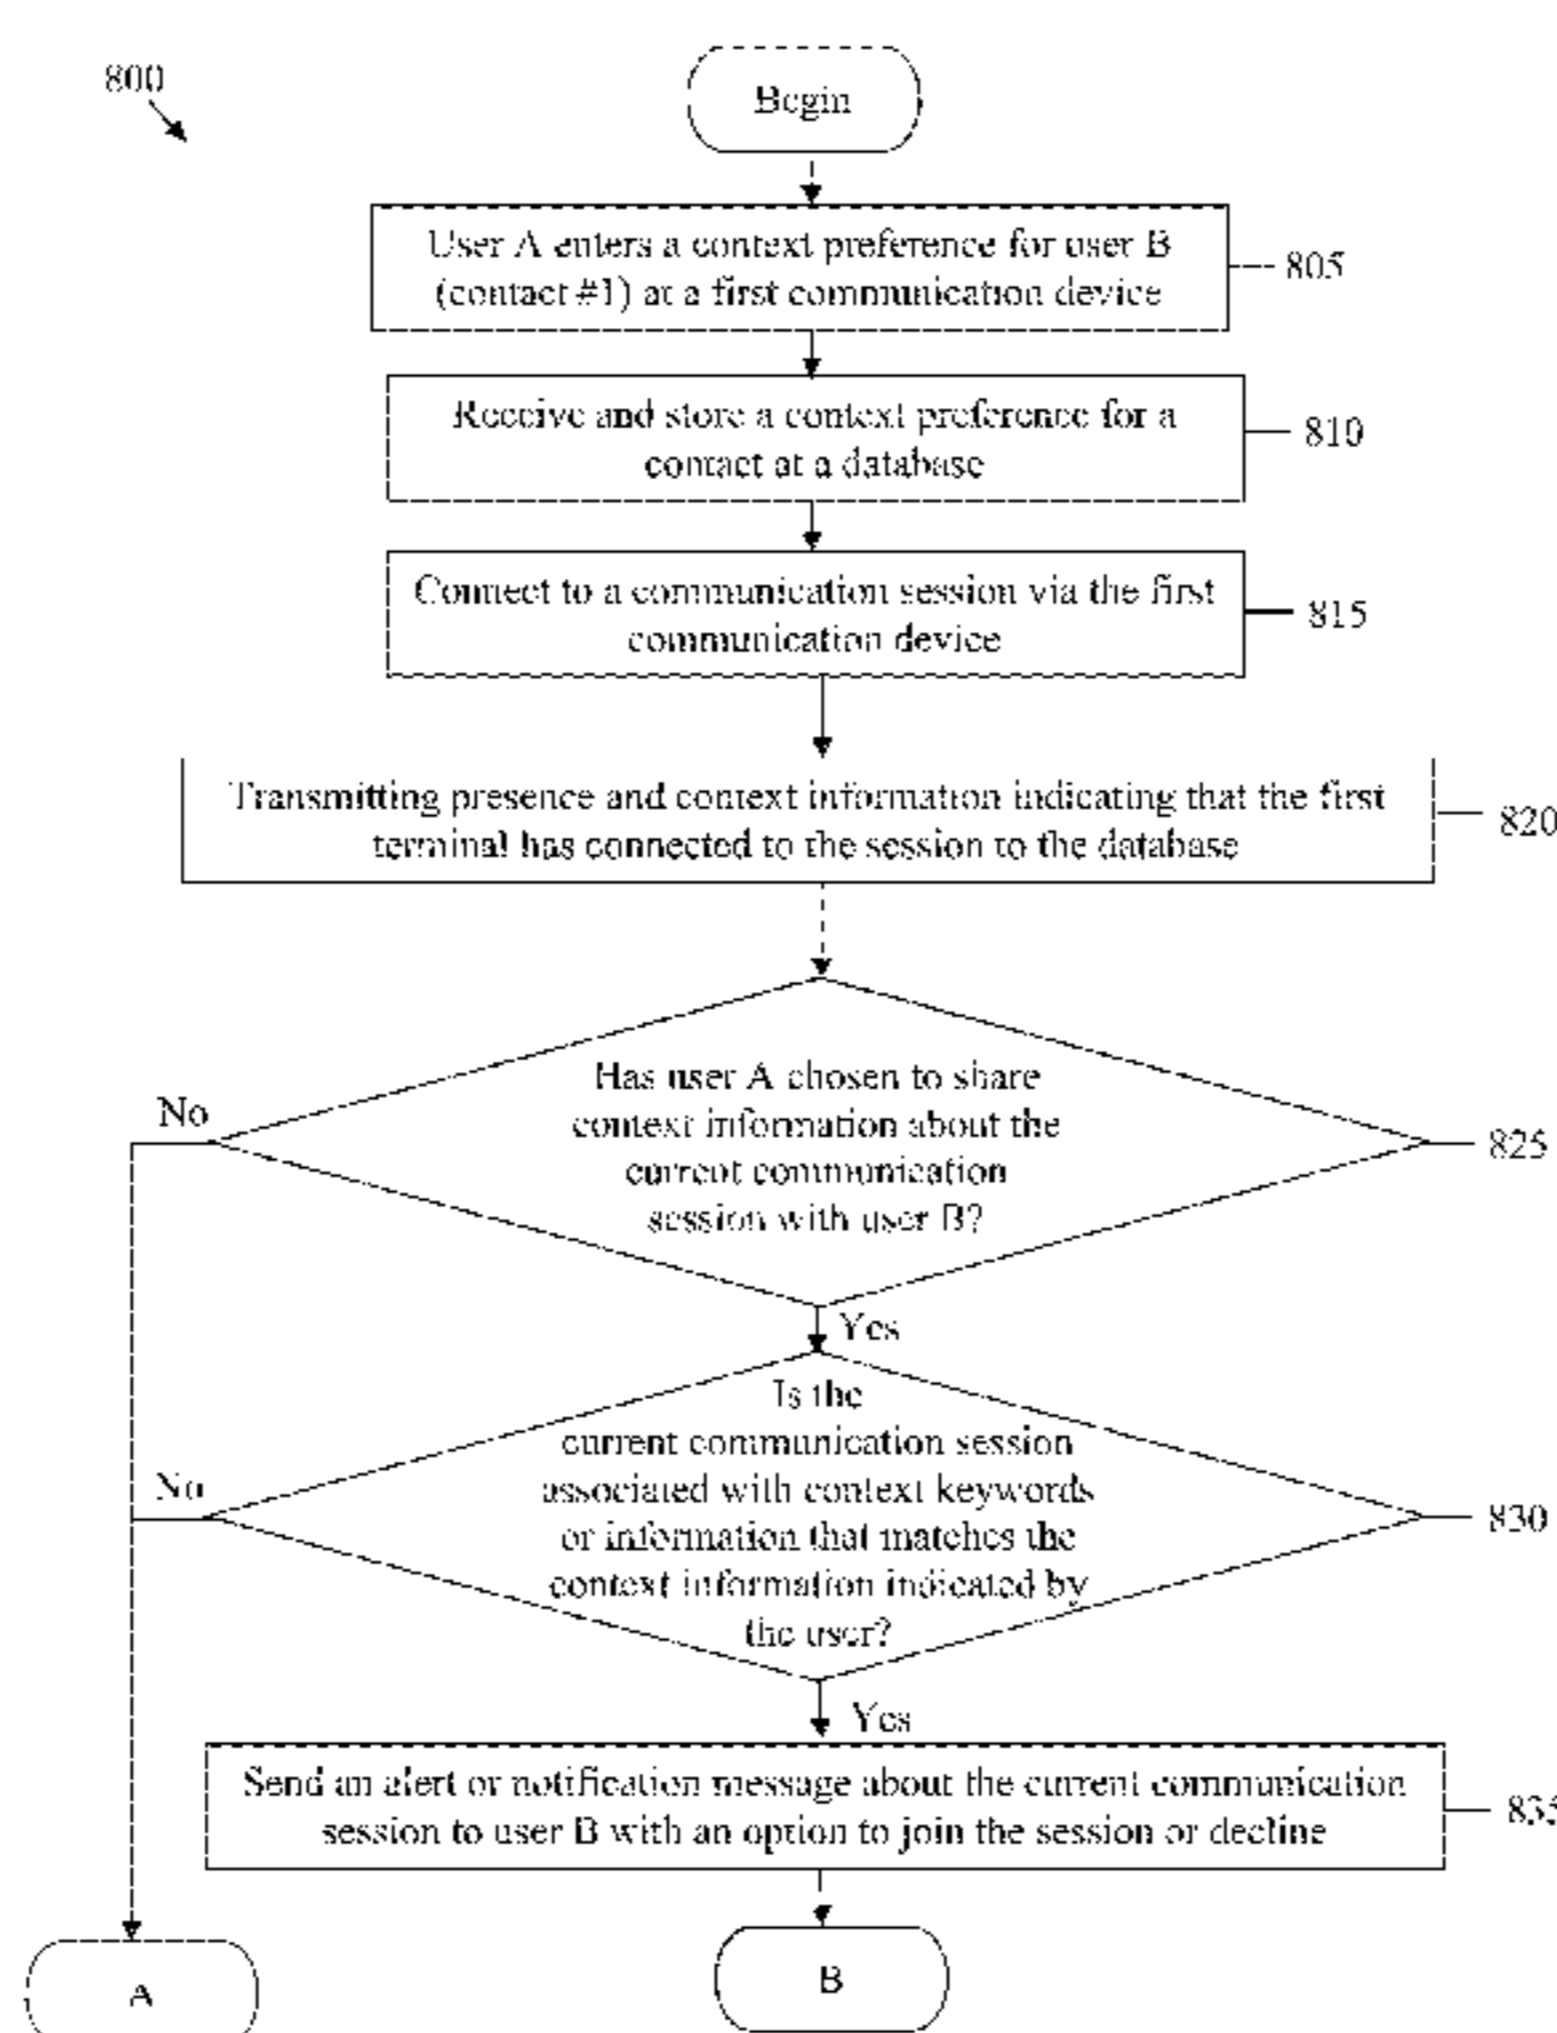 800
Begin
User A enters a context preference for user B
(contact #1) at a first communication device
805
Receive and store a context preference for a
contact at a database
810
Connect to a communication session via the first
communication device
815
Transmitting presence and context information indicating that the first
terminal has connected to the session to the database
820
Has user A chosen to share
context information about the
current communication
session with user B?
No
825
Yes
Is the
current communication session
associated with context keywords
or information that matches the
context information indicated by
the user?
No
830
Yes
Send an alert or notification message about the current communication
session to user B with an option to join the session or decline
835
A
B